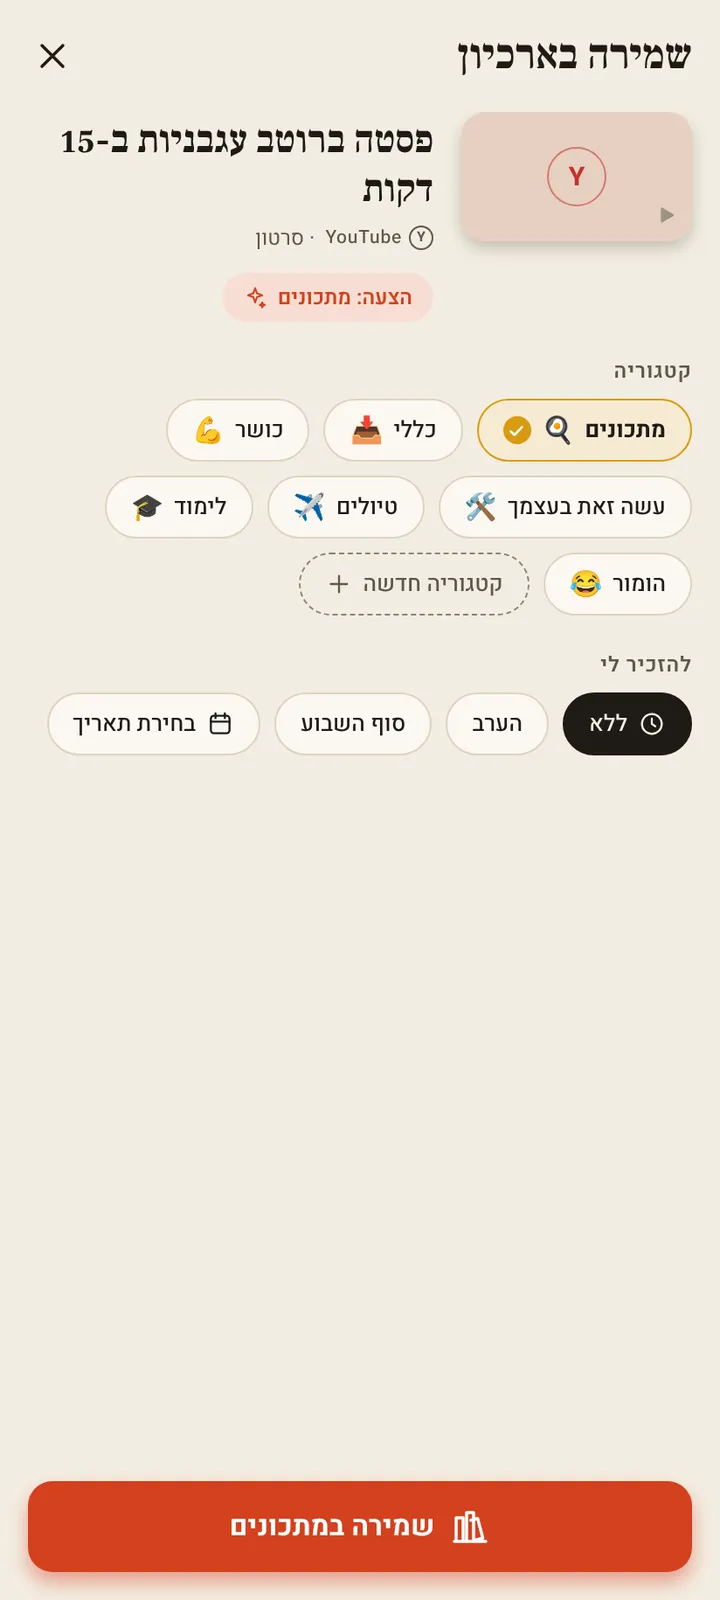 שמירה בארכיון
Y
פסטה ברוטב עגבניות ב-15
דקות
Y YouTube · סרטון
הצעה: מתכונים
קטגוריה
מתכונים
כללי
כושר
עשה זאת בעצמך
טיולים
לימוד
הומור
קטגוריה חדשה +
להזכיר לי
ללא
הערב
סוף השבוע
בחירת תאריך
שמירה במתכונים